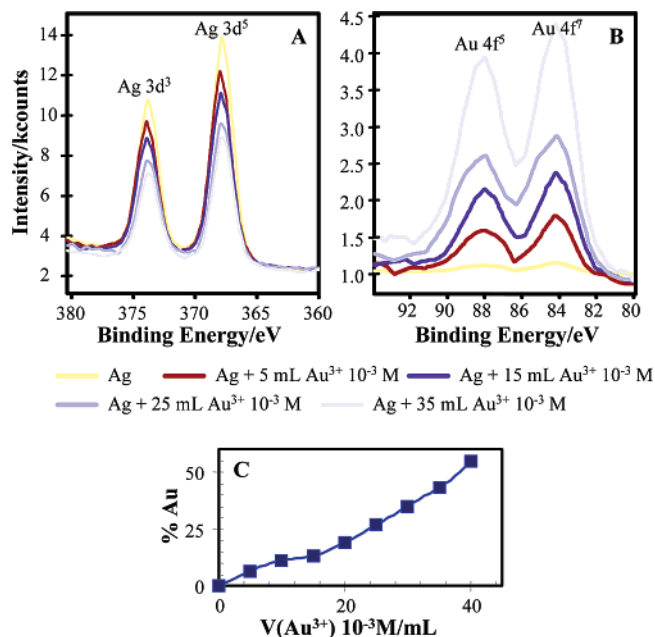 A
Ag 3d⁵
Ag 3d³
Intensity/kcounts
14
12
10
8
6
4
2
380 375 370 365 360
Binding Energy/eV
B
Au 4f⁵ Au 4f⁷
4.5
4.0
3.5
3.0
2.5
2.0
1.5
1.0
92 90 88 86 84 82 80
Binding Energy/eV
Ag Ag + 5 mL Au³⁺ 10⁻³ M Ag + 15 mL Au³⁺ 10⁻³ M
Ag + 25 mL Au³⁺ 10⁻³ M Ag + 35 mL Au³⁺ 10⁻³ M
C
% Au
50
25
0
0 20 40
V(Au³⁺) 10⁻³M/mL